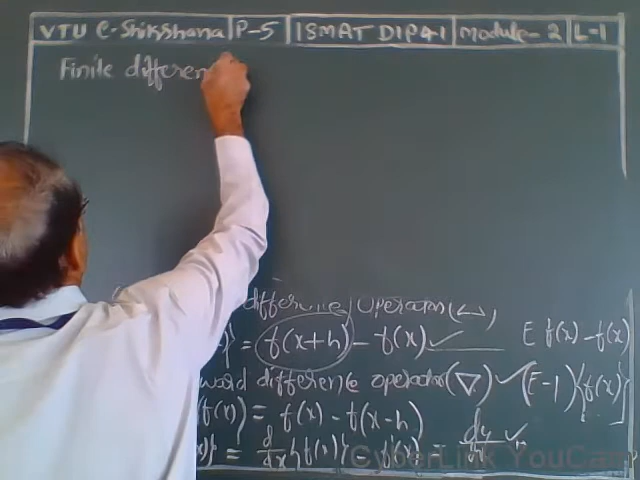 VTU e-Shikshana P-5 18MAT DIP41 Module-2 L-1
Finite differen
difference operator
} = f(x+h) - f(x) ✓ E f(x) - f(x)
ward difference operator (∇) ✓ (E-1){f(x)}
f(x) = f(x) - f(x-h)
} = d/dx {f(x)} = f'(x) = dy/dx ✓
CyberLink YouCam